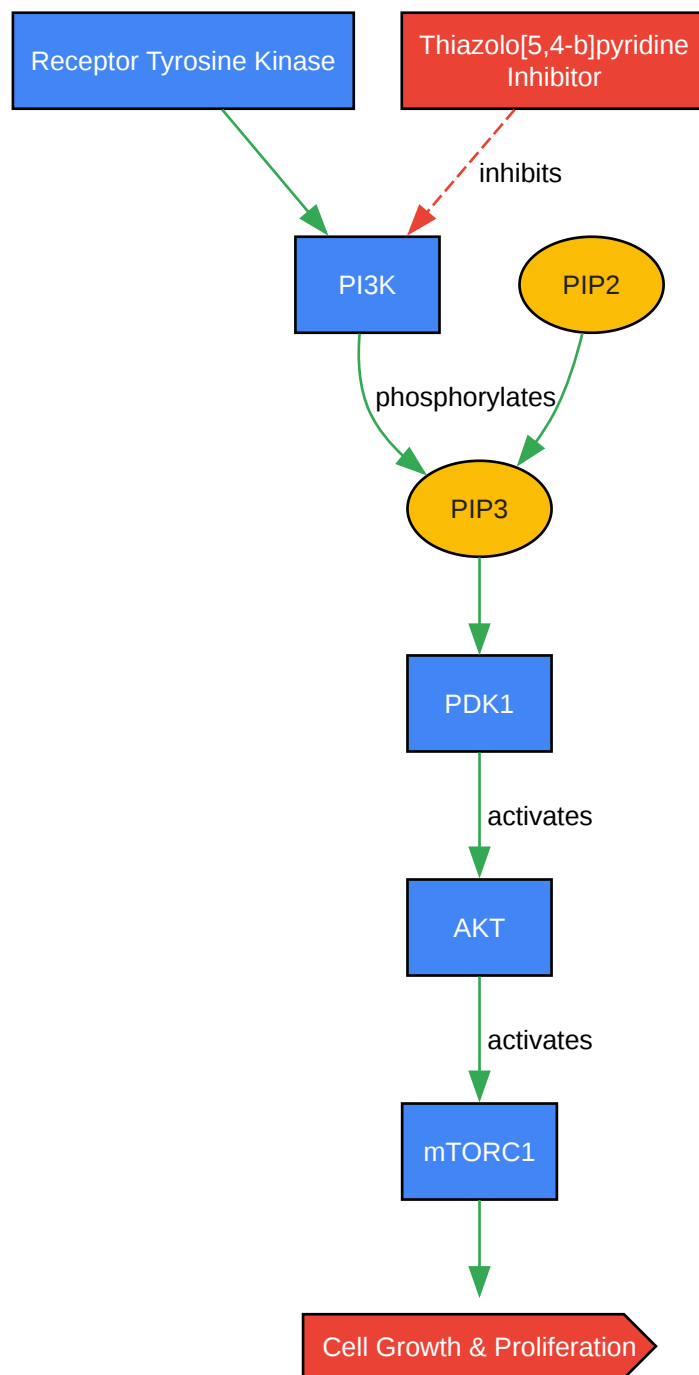 Receptor Tyrosine Kinase
Thiazolo[5,4-b]pyridine
Inhibitor
inhibits
PI3K
PIP2
phosphorylates
PIP3
PDK1
activates
AKT
activates
mTORC1
Cell Growth & Proliferation